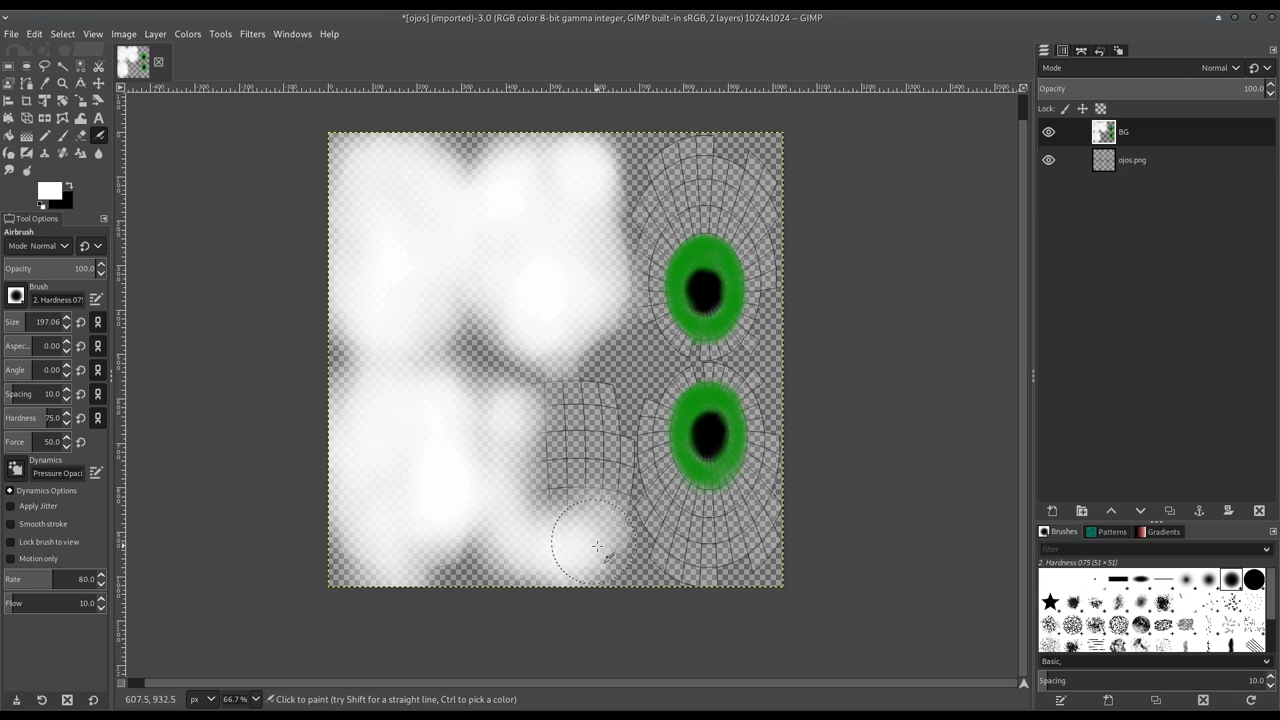 *[ojos] (imported)-3.0 (RGB color 8-bit gamma integer, GIMP built-in sRGB, 2 layers) 1024x1024 – GIMP
File Edit Select View Image Layer Colors Tools Filters Windows Help
Tool Options
Airbrush
Mode Normal
Opacity 100.0
Brush
2. Hardness 075
Size 197.06
Aspec... 0.00
Angle 0.00
Spacing 10.0
Hardness 75.0
Force 50.0
Dynamics
Pressure Opaci
Dynamics Options
Apply Jitter
Smooth stroke
Lock brush to view
Motion only
Rate 80.0
Flow 10.0
607.5, 932.5 px 66.7% Click to paint (try Shift for a straight line, Ctrl to pick a color)
Mode Normal
Opacity 100.0
Lock:
BG
ojos.png
Brushes Patterns Gradients
filter
2. Hardness 075 (51 × 51)
Basic,
Spacing 10.0